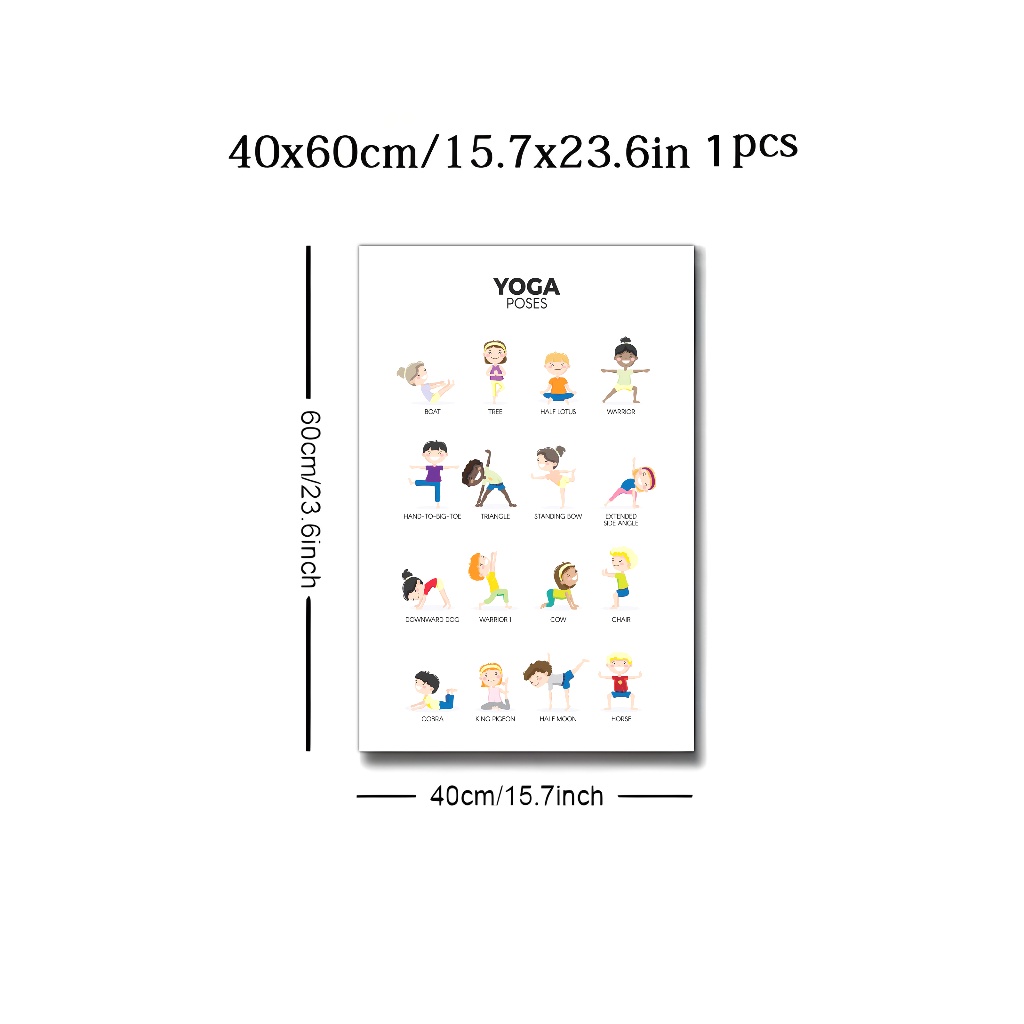 40x60cm/15.7x23.6in 1pcs
YOGA
POSES
BOAT TREE HALF LOTUS WARRIOR
HAND-TO-BIG-TOE TRIANGLE STANDING BOW EXTENDED
SIDE ANGLE
DOWNWARD DOG WARRIOR I COW CHAIR
COBRA KING PIGEON HALF MOON HORSE
60cm/23.6inch
40cm/15.7inch